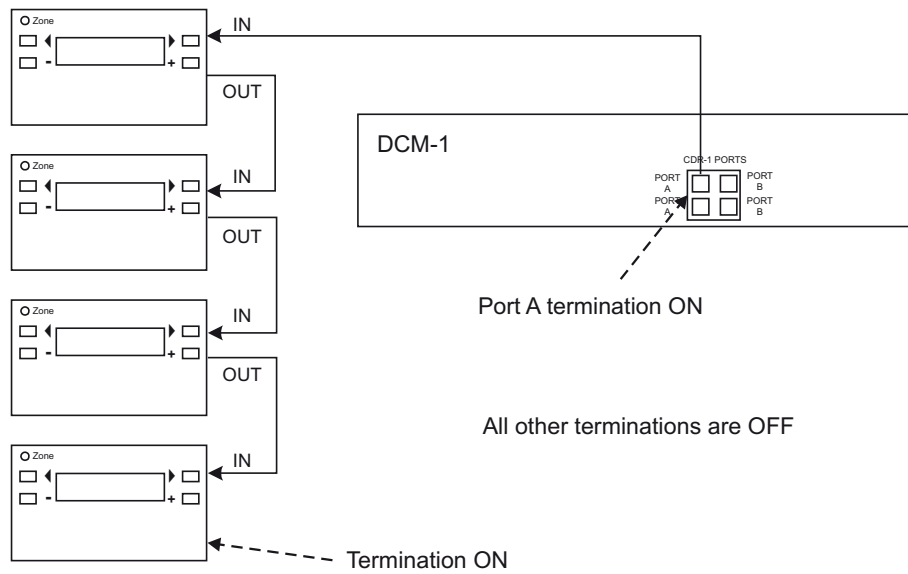 Zone
IN
- +
OUT
DCM-1
CDR-1 PORTS
PORT A
PORT B
PORT A
PORT B
Zone
IN
- +
OUT
Port A termination ON
Zone
IN
- +
OUT
All other terminations are OFF
Zone
IN
- +
Termination ON